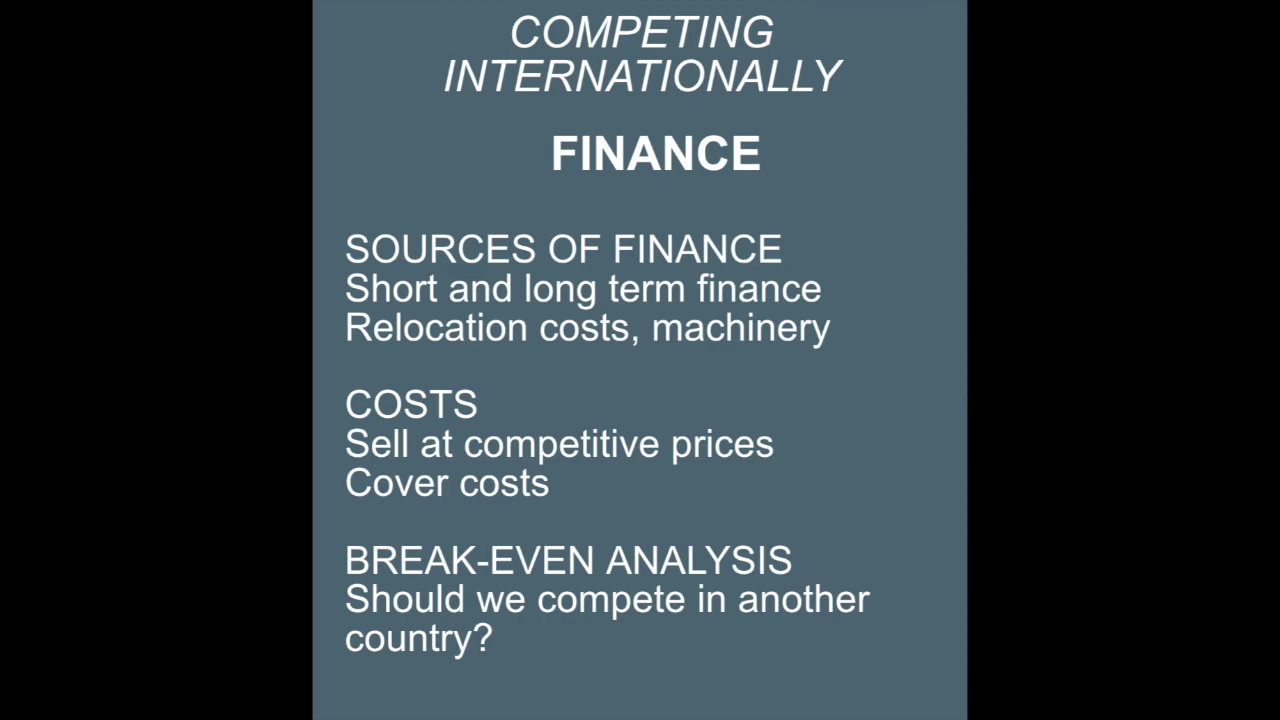 COMPETING
INTERNATIONALLY
FINANCE
SOURCES OF FINANCE
Short and long term finance
Relocation costs, machinery
COSTS
Sell at competitive prices
Cover costs
BREAK-EVEN ANALYSIS
Should we compete in another
country?